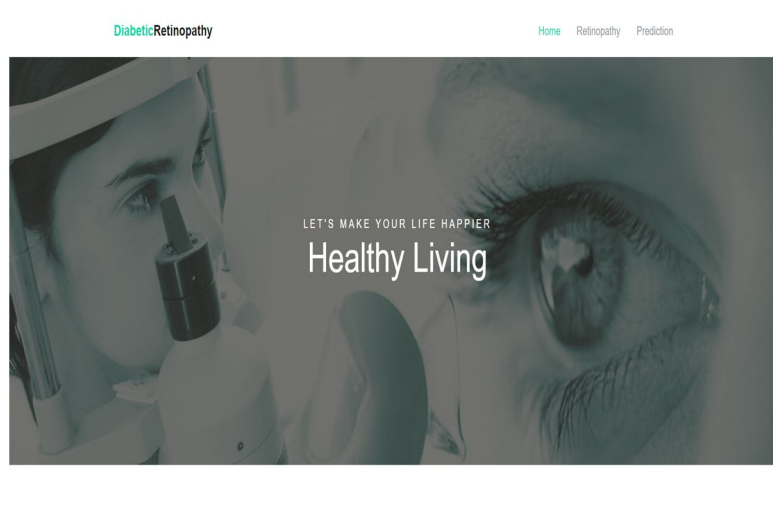 DiabeticRetinopathy
Home Retinopathy Prediction
LET'S MAKE YOUR LIFE HAPPIER
Healthy Living